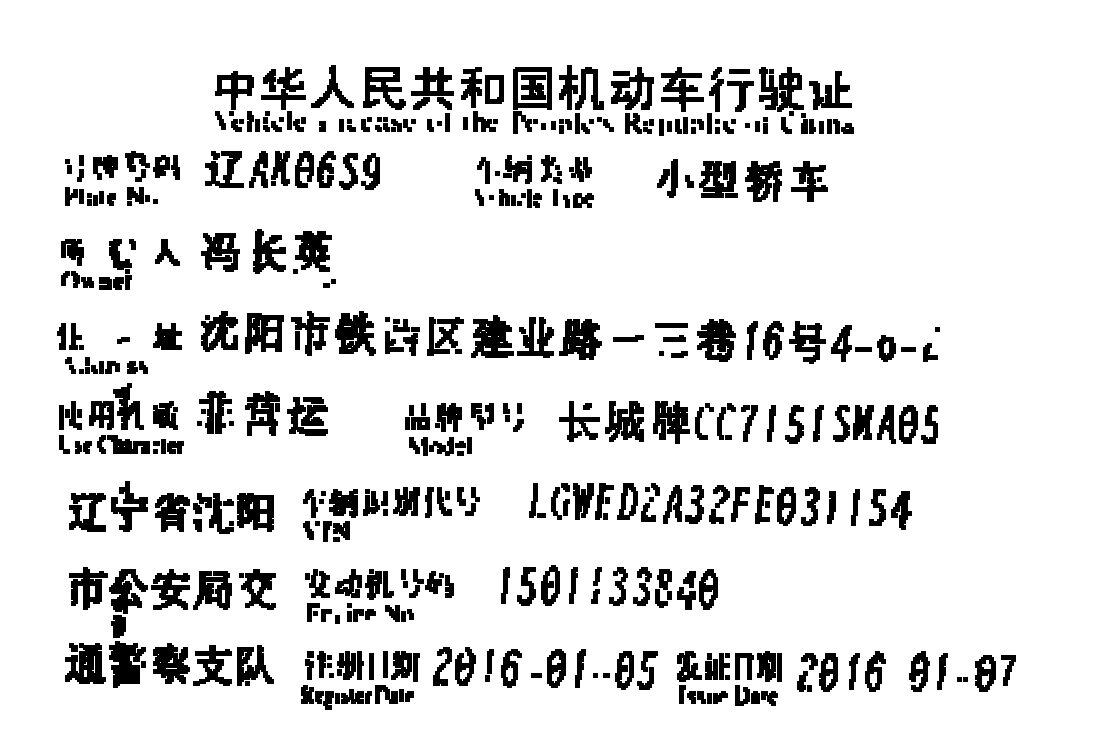 中华人民共和国机动车行驶证
Vehicle License of the People's Republic of China
号牌号码 辽AK06S9 车辆类型 小型轿车
Plate No. Vehicle Type
所有人 冯长英
Owner
住址 沈阳市铁西区建业路一三巷16号4-0-
Address
使用性质 非营运 品牌型号 长城牌CC7151SMA05
Use Character Model
辽宁省沈阳 车辆识别代号 LGWED2A32FE031154
VIN
市公安局交 发动机号码 1501133840
Engine No.
通警察支队 注册日期 2016-01-05 发证日期 2016-01-07
Register Date Issue Date